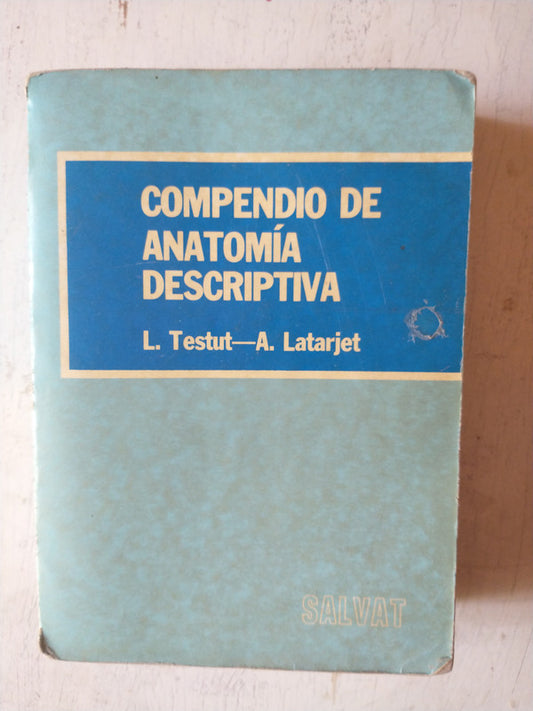 COMPENDIO DE
ANATOMÍA
DESCRIPTIVA
L. Testut—A. Latarjet
SALVAT